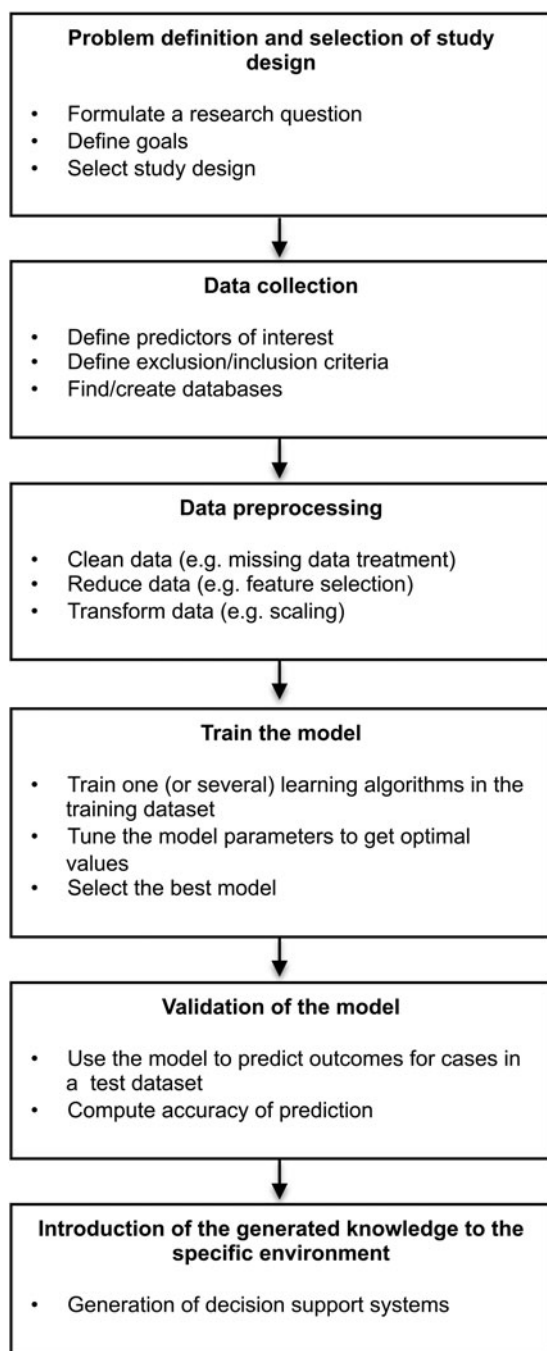 Problem definition and selection of study
design
• Formulate a research question
• Define goals
• Select study design
Data collection
• Define predictors of interest
• Define exclusion/inclusion criteria
• Find/create databases
Data preprocessing
• Clean data (e.g. missing data treatment)
• Reduce data (e.g. feature selection)
• Transform data (e.g. scaling)
Train the model
• Train one (or several) learning algorithms in the
training dataset
• Tune the model parameters to get optimal
values
• Select the best model
Validation of the model
• Use the model to predict outcomes for cases in
a test dataset
• Compute accuracy of prediction
Introduction of the generated knowledge to the
specific environment
• Generation of decision support systems